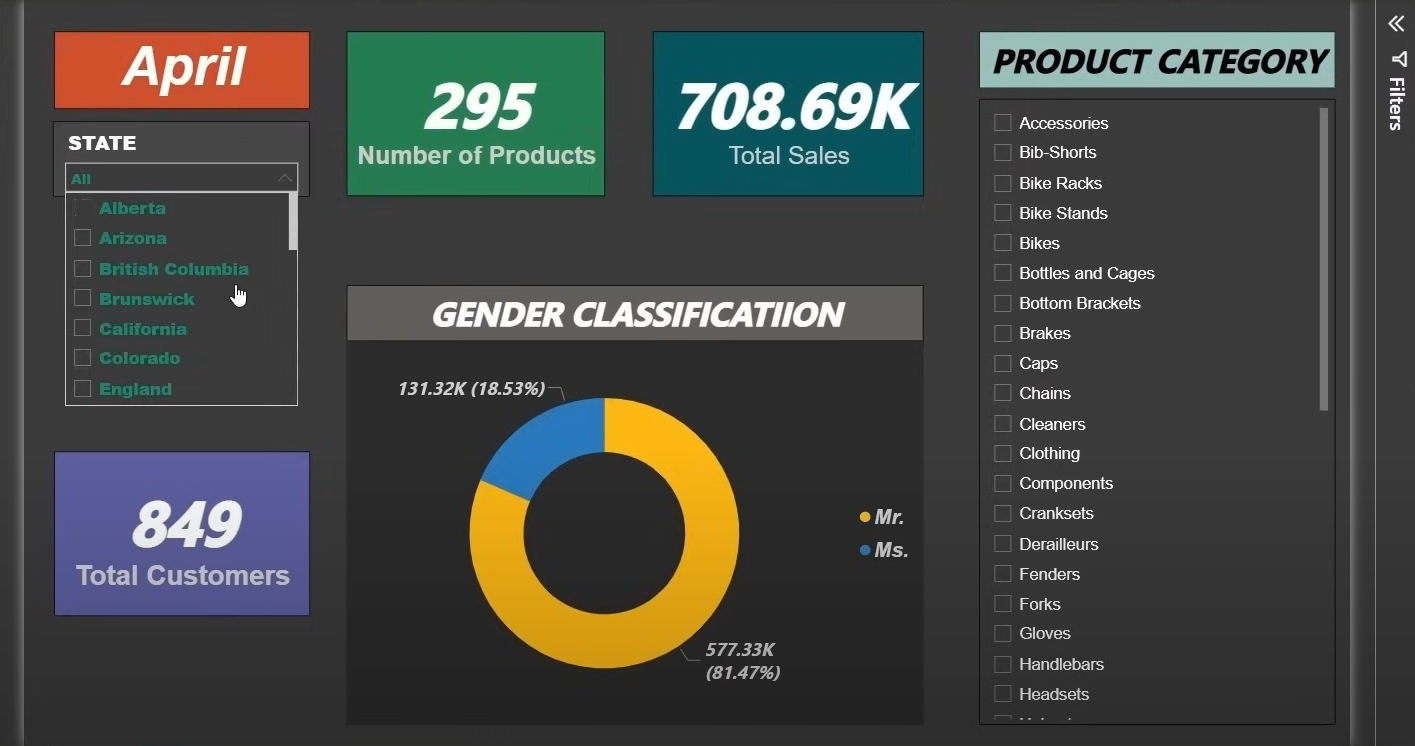 April
STATE
All
Alberta
Arizona
British Columbia
Brunswick
California
Colorado
England
849
Total Customers
295
Number of Products
708.69K
Total Sales
GENDER CLASSIFICATIION
131.32K (18.53%)
577.33K
(81.47%)
Mr.
Ms.
PRODUCT CATEGORY
Accessories
Bib-Shorts
Bike Racks
Bike Stands
Bikes
Bottles and Cages
Bottom Brackets
Brakes
Caps
Chains
Cleaners
Clothing
Components
Cranksets
Derailleurs
Fenders
Forks
Gloves
Handlebars
Headsets
Filters